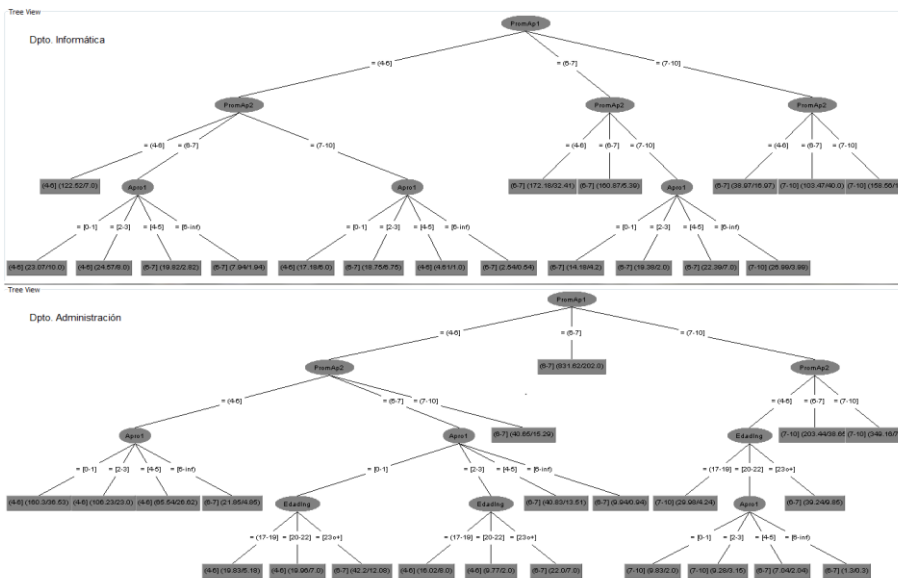 Tree View
Dpto. Informática
PromAp1
= (4-6] = (6-7] = (7-10]
PromAp2 PromAp2 PromAp2
= (4-6] = (6-7] = (7-10] = (4-6] = (6-7] = (7-10] = (4-6] = (6-7] = (7-10]
(4-6] (122.52/7.0) Apro1 Apro1 (6-7] (172.18/32.41) (6-7] (160.87/5.39) Apro1 (6-7] (38.97/16.97) (7-10] (103.47/40.0) (7-10]
= [0-1] = [2-3] = [4-5] = [6-inf) = [0-1] = [2-3] = [4-5] = [6-inf) = [0-1] = [2-3] = [4-5] = [6-inf)
(4-6] (23.07/10.0) (4-6] (24.57/8.0) (6-7] (19.82/2.82) (6-7] (7.94/1.94) (4-6] (17.18/6.0) (6-7] (18.75/5.75) (4-6] (4.51/1.0) (6-7] (2.54/0.54) (6-7] (14.18/4.2) (6-7] (19.39/2.0) (6-7] (22.39/7.0) (7-10] (26.99/3.99)
Tree View
Dpto. Administración
PromAp1
= (4-6] = (6-7] = (7-10]
PromAp2 (6-7] (831.62/202.0) PromAp2
= (4-6] = (6-7] = (7-10] = (4-6] = (6-7] = (7-10]
Apro1 Apro1 (6-7] (40.65/15.29) EdadIng (7-10] (7-10]
= [0-1] = [2-3] = [4-5] = [6-inf) = [0-1] = [2-3] = [4-5] = [6-inf) = (17-19] = [20-22] = [23o+]
(4-6] (160.3/36.53) (4-6] (106.23/23.0) (4-6] (65.54/26.62) (6-7] (21.85/4.85) EdadIng EdadIng (6-7] (40.83/13.51) (6-7] (9.94/0.94) (7-10] (29.98/4.24) Apro1 (6-7] (39.24/9.85)
= (17-19] = [20-22] = [23o+] = (17-19] = [20-22] = [23o+] = [0-1] = [2-3] = [4-5] = [6-inf)
(4-6] (19.83/5.18) (4-6] (18.96/7.0) (6-7] (42.2/12.08) (4-6] (16.02/8.0) (4-6] (9.77/2.0) (6-7] (22.0/7.0) (7-10] (9.83/2.0) (7-10] (9.28/3.15) (6-7] (7.04/2.04) (6-7] (1.3/0.3)